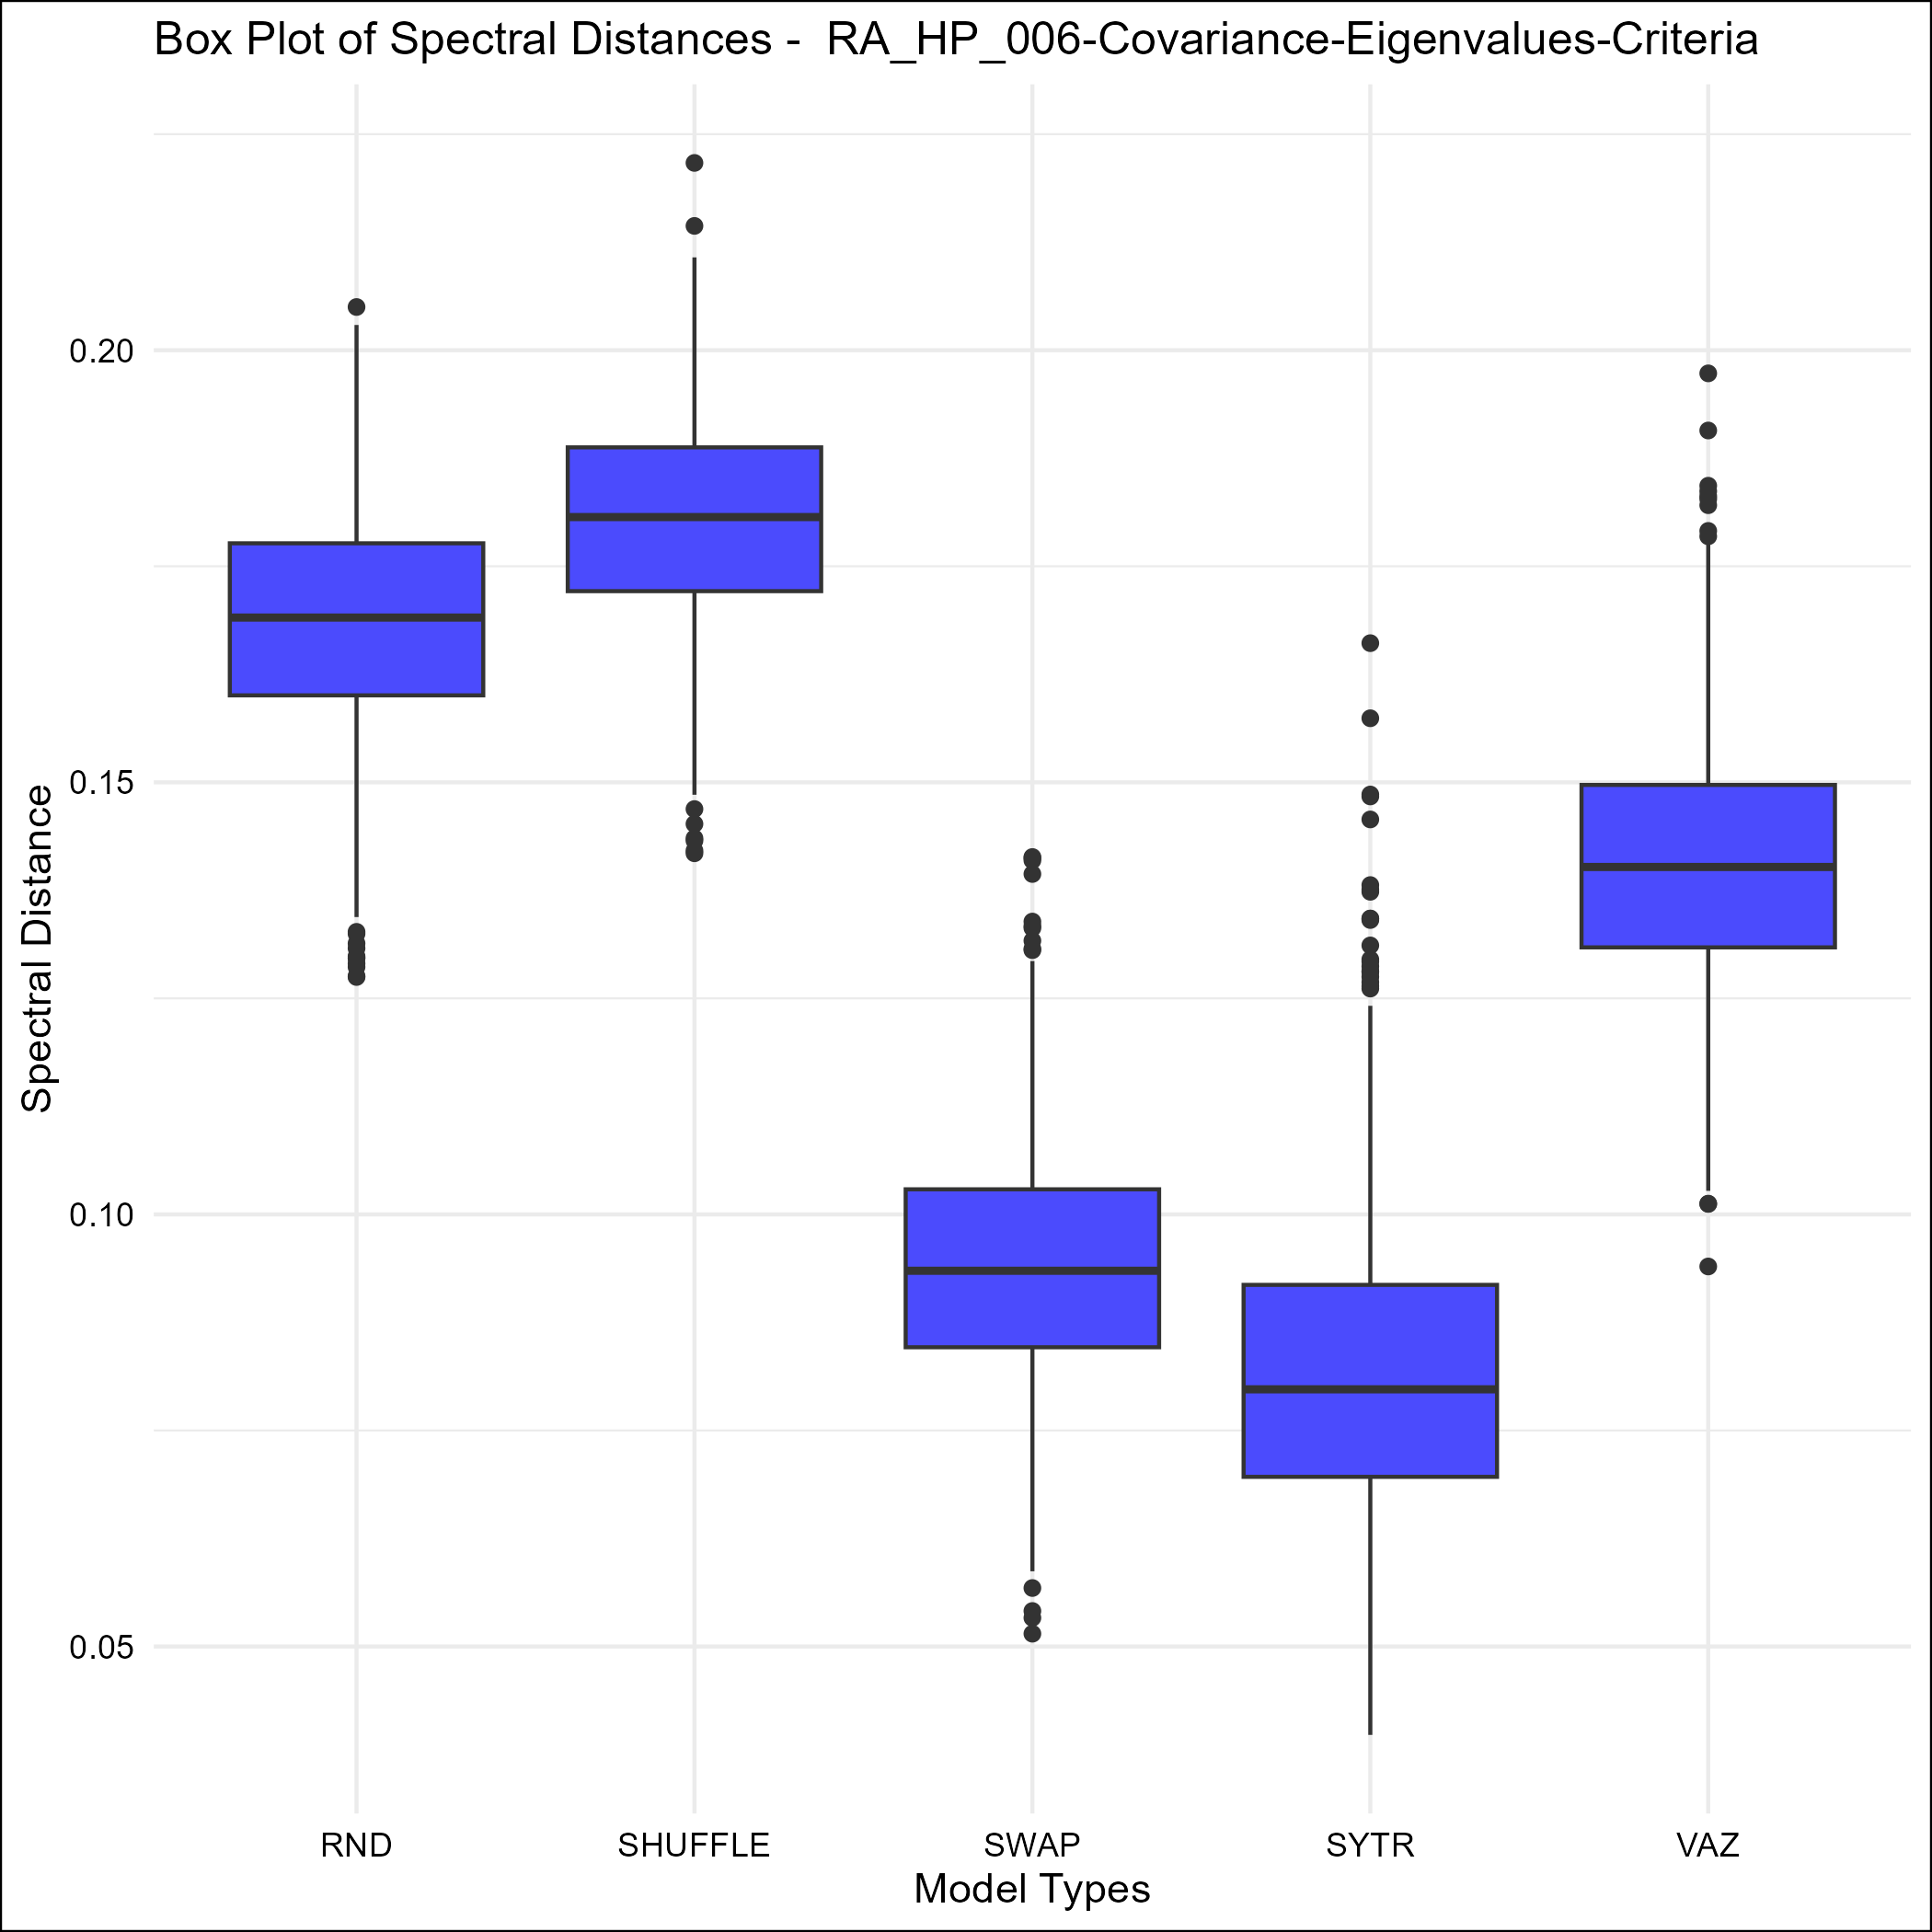 Box Plot of Spectral Distances - RA_HP_006-Covariance-Eigenvalues-Criteria
Spectral Distance
0.20
0.15
0.10
0.05
RND SHUFFLE SWAP SYTR VAZ
Model Types